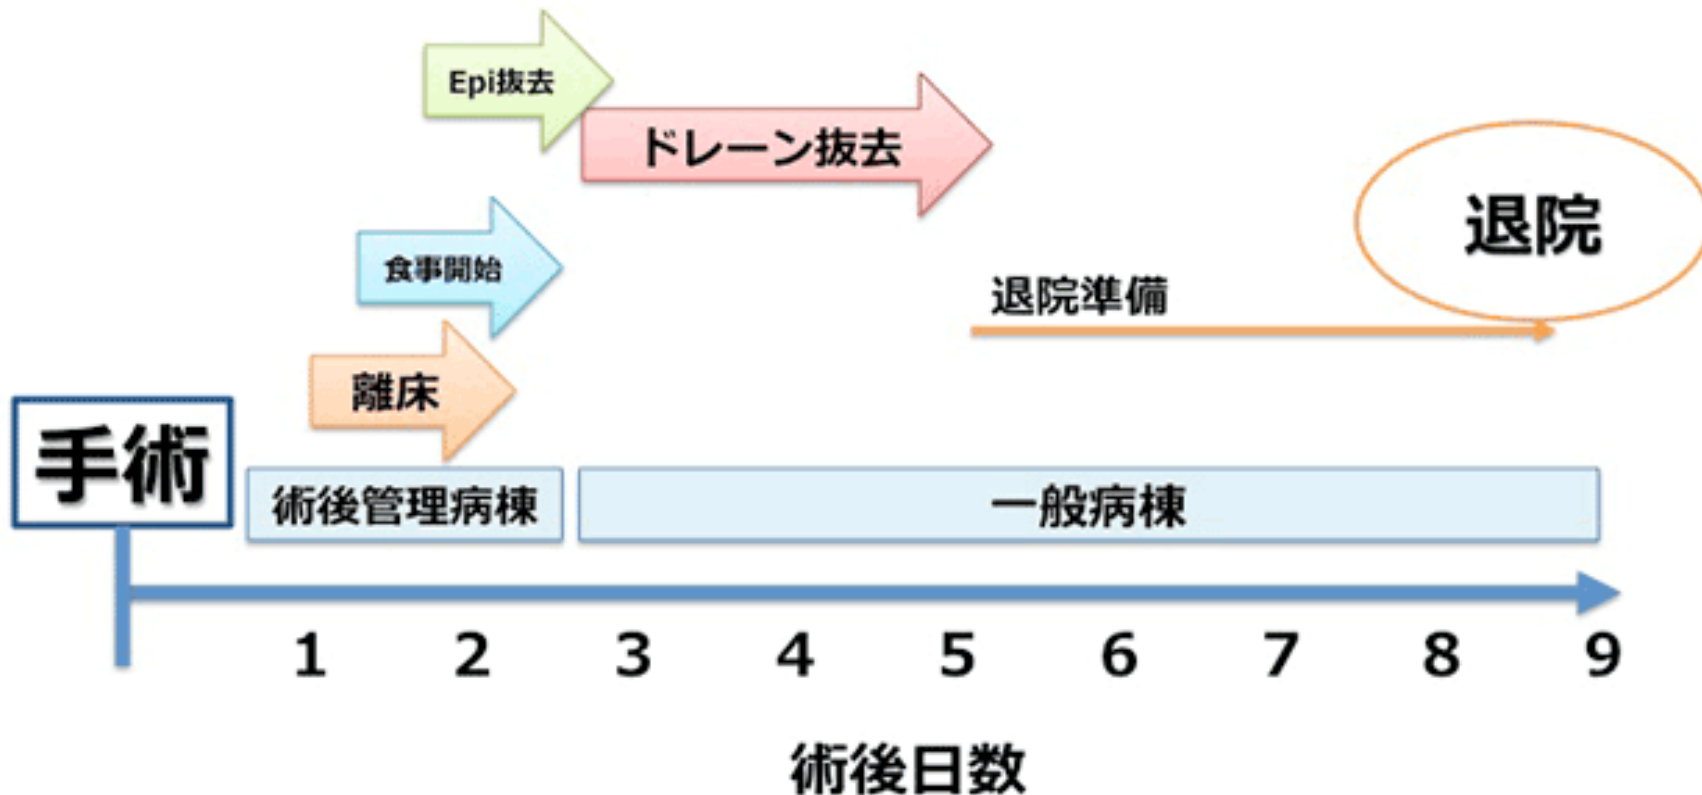 Epi抜去
ドレーン抜去
退院
食事開始
退院準備
離床
手術
術後管理病棟
一般病棟
1 2 3 4 5 6 7 8 9
術後日数